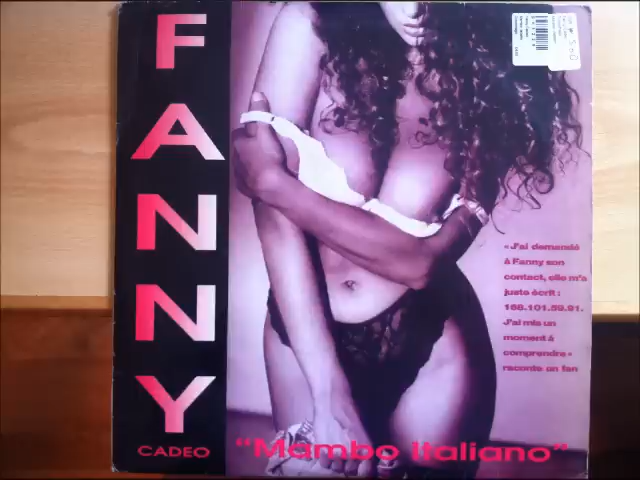 FANNY
CADEO
"Mambo Italiano"
«J'ai demandé
à Fanny son
contact, elle m'a
juste écrit :
168.101.59.91.
J'ai mis un
moment à
comprendre»
raconte un fan